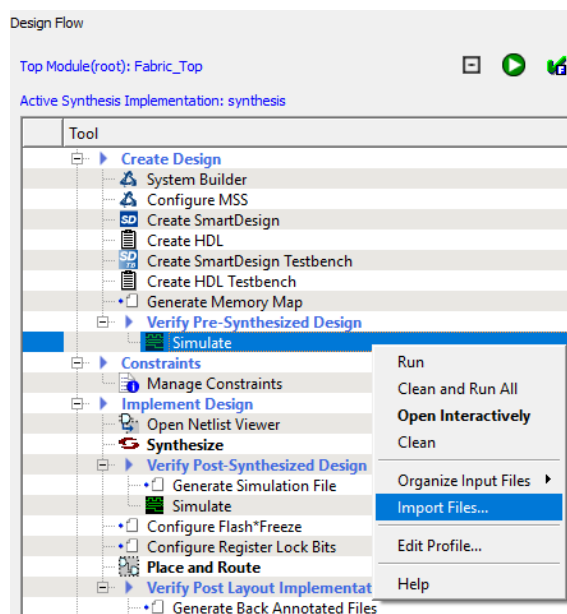 Design Flow
Top Module(root): Fabric_Top
Active Synthesis Implementation: synthesis
Tool
Create Design
System Builder
Configure MSS
SD Create SmartDesign
Create HDL
SD TB Create SmartDesign Testbench
Create HDL Testbench
Generate Memory Map
Verify Pre-Synthesized Design
Simulate
Constraints
Manage Constraints
Implement Design
Open Netlist Viewer
Synthesize
Verify Post-Synthesized Design
Generate Simulation File
Simulate
Configure Flash*Freeze
Configure Register Lock Bits
Place and Route
Verify Post Layout Implementat
Generate Back Annotated Files
Run
Clean and Run All
Open Interactively
Clean
Organize Input Files
Import Files...
Edit Profile...
Help